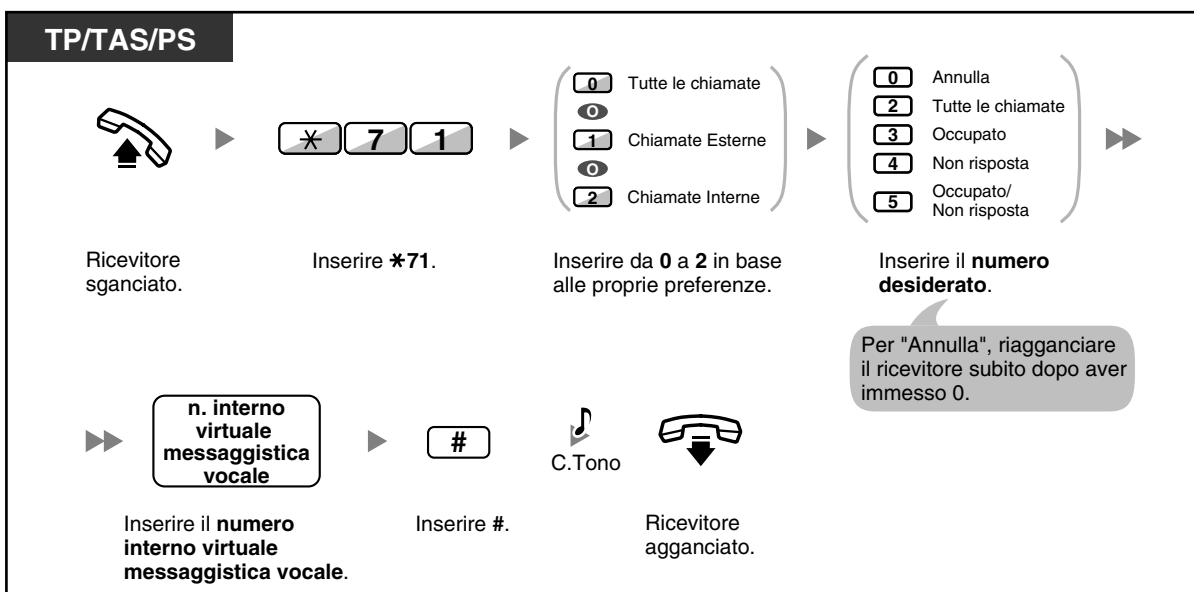 TP/TAS/PS
0 Tutte le chiamate
O
1 Chiamate Esterne
O
2 Chiamate Interne
0 Annulla
2 Tutte le chiamate
3 Occupato
4 Non risposta
5 Occupato/
Non risposta
* 7 1
Ricevitore
sganciato.
Inserire *71.
Inserire da 0 a 2 in base
alle proprie preferenze.
Inserire il numero
desiderato.
Per "Annulla", riagganciare
il ricevitore subito dopo aver
immesso 0.
n. interno
virtuale
messaggistica
vocale
#
C.Tono
Inserire il numero
interno virtuale
messaggistica vocale.
Inserire #.
Ricevitore
agganciato.